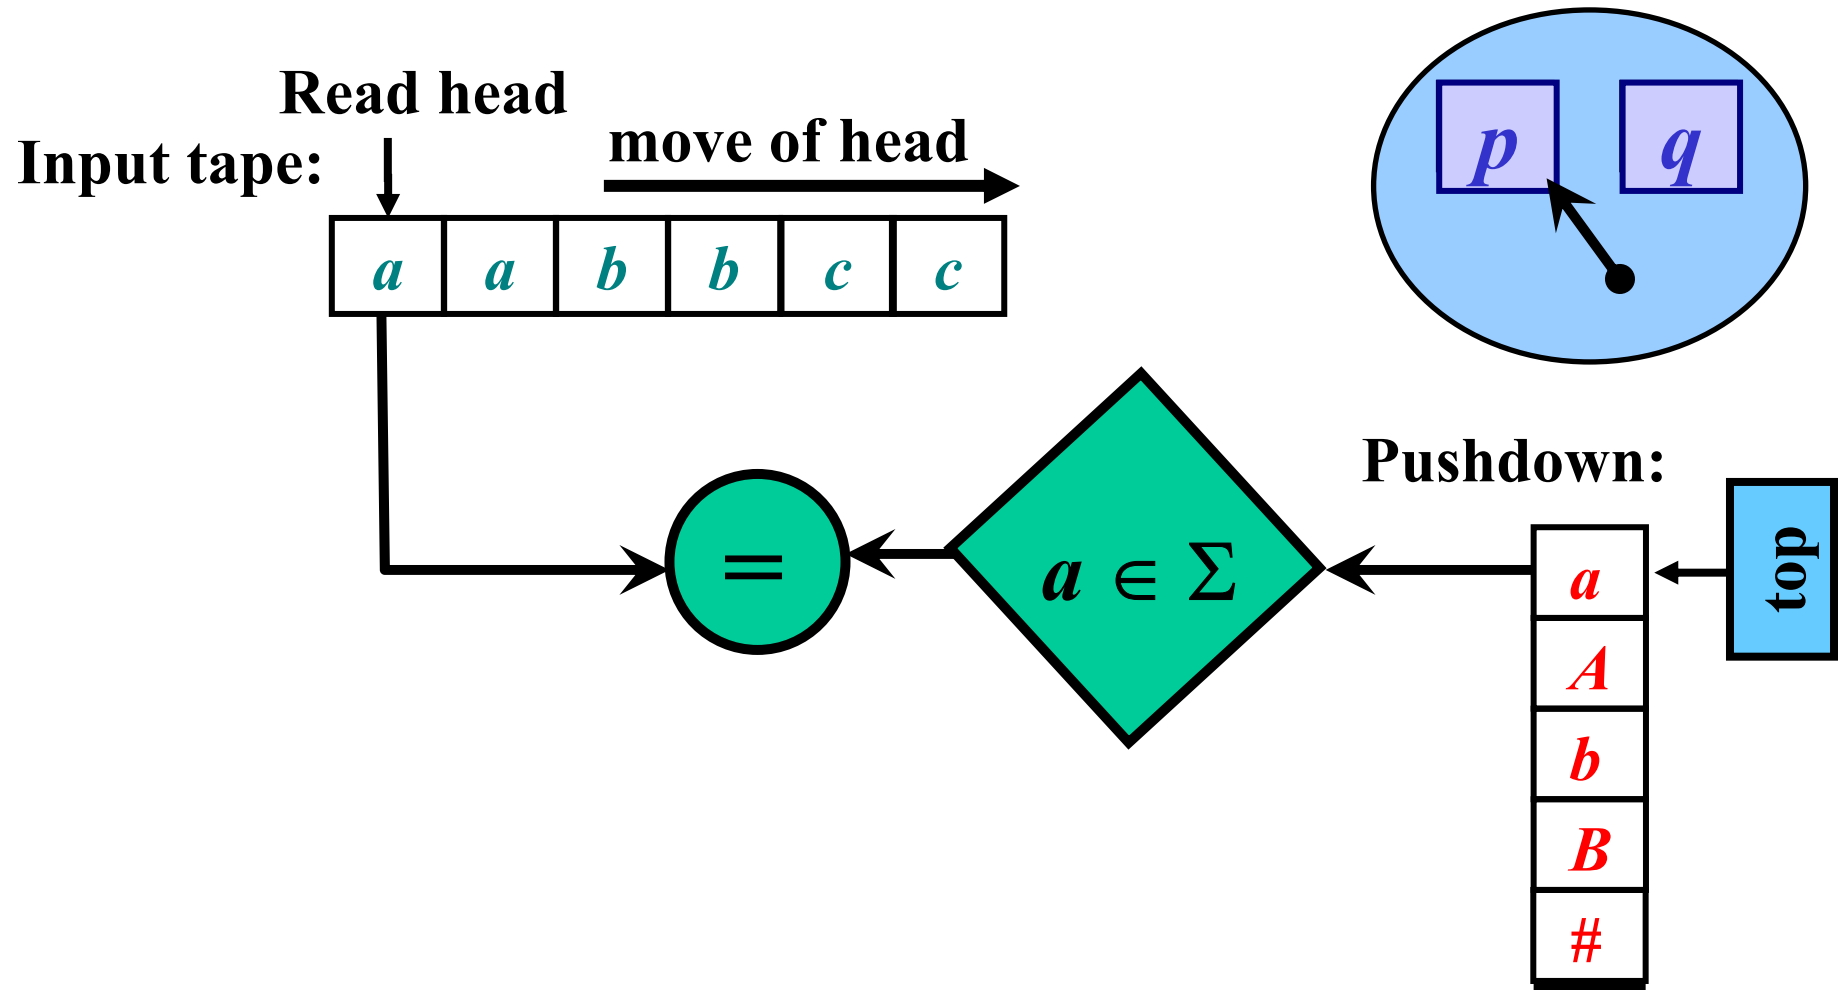 Read head
Input tape:
move of head
a a b b c c
p q
=
a ∈ Σ
Pushdown:
top
a
A
b
B
#